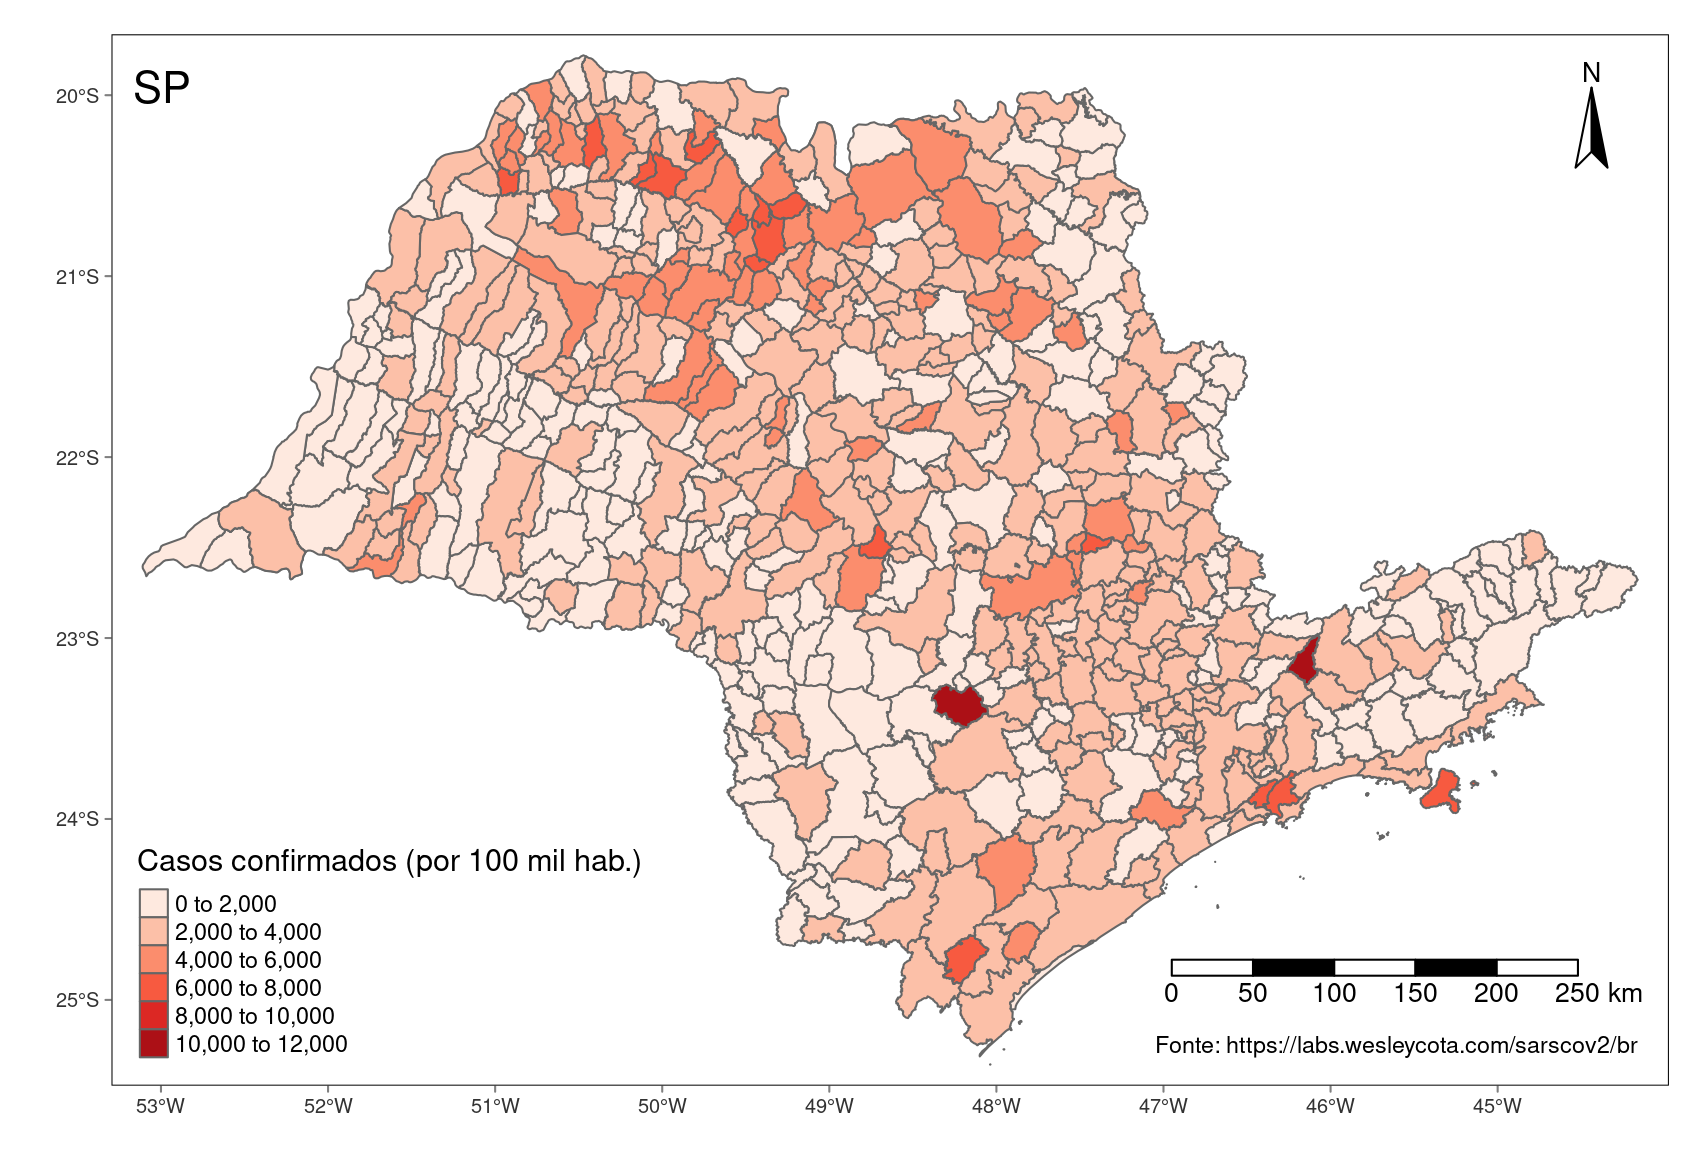 SP
N
20°S
21°S
22°S
23°S
24°S
25°S
Casos confirmados (por 100 mil hab.)
0 to 2,000
2,000 to 4,000
4,000 to 6,000
6,000 to 8,000
8,000 to 10,000
10,000 to 12,000
0 50 100 150 200 250 km
Fonte: https://labs.wesleycota.com/sarscov2/br
53°W 52°W 51°W 50°W 49°W 48°W 47°W 46°W 45°W